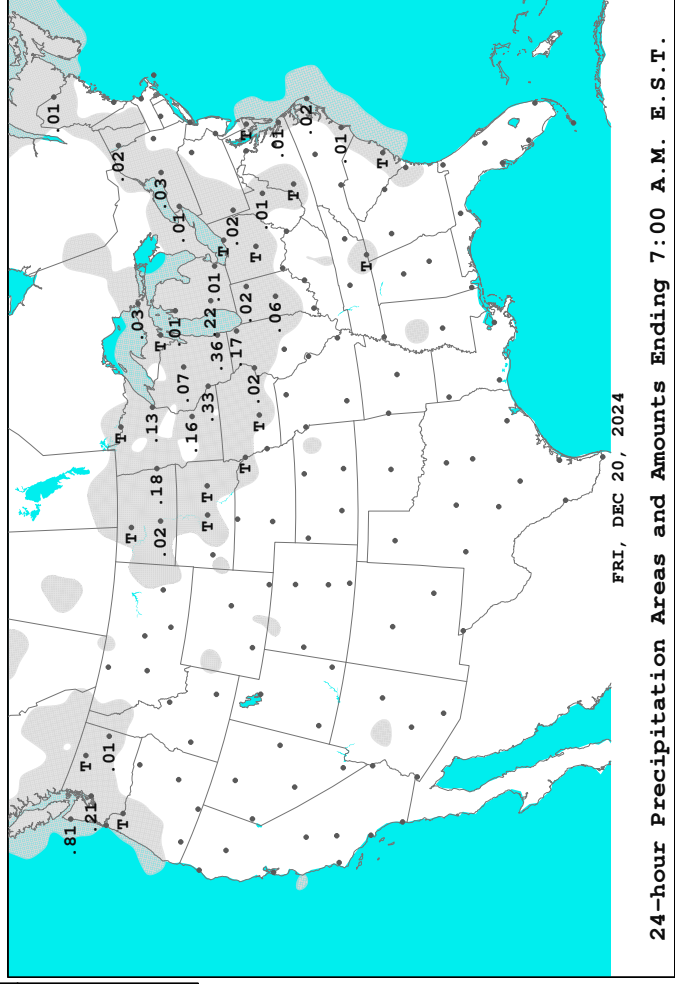 .01
.81
T
.21
.01
.02
T
T
T
.03
.13
.18
.02
T
.03
.01
.01
.07
.16
T
T
.33
.22
.01
.36
T
.02
.17
T
.02
T
.02
T
T
.01
.06
.01
T
.02
.01
T
T
FRI, DEC 20, 2024
24-hour Precipitation Areas and Amounts Ending 7:00 A.M. E.S.T.